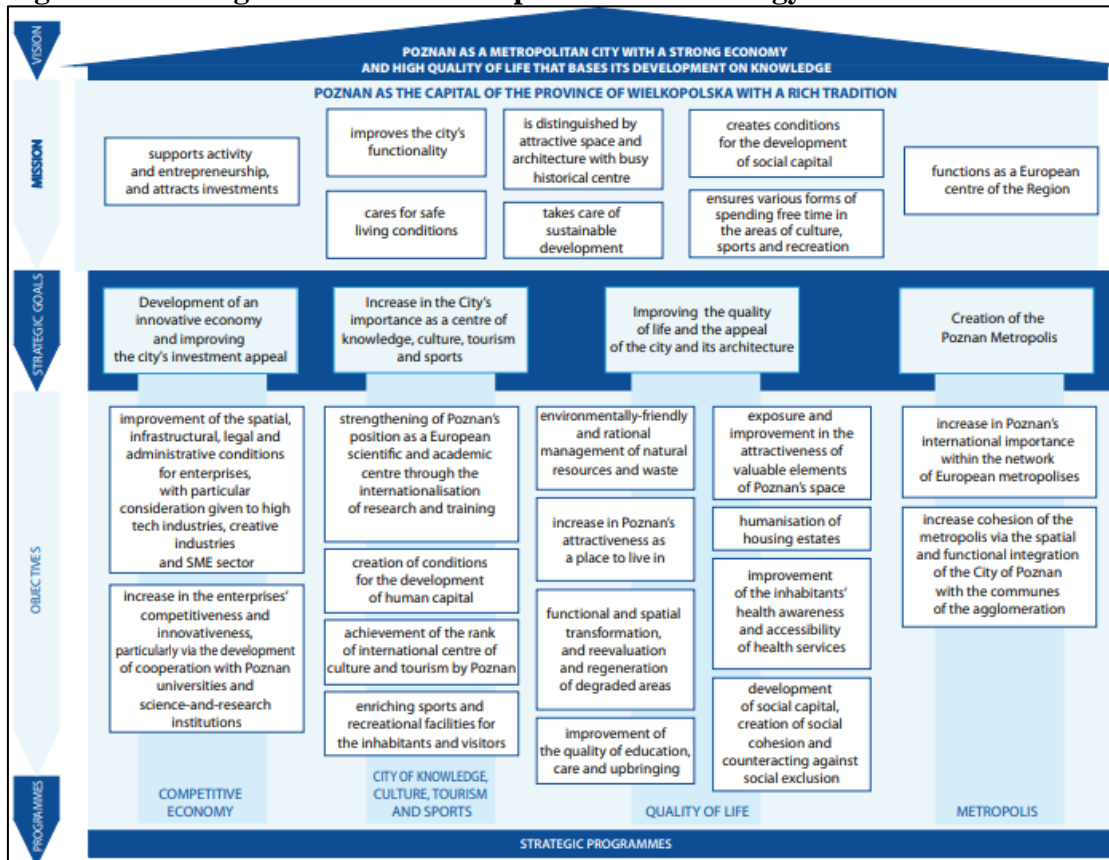 VISION
POZNAN AS A METROPOLITAN CITY WITH A STRONG ECONOMY
AND HIGH QUALITY OF LIFE THAT BASES ITS DEVELOPMENT ON KNOWLEDGE
MISSION
POZNAN AS THE CAPITAL OF THE PROVINCE OF WIELKOPOLSKA WITH A RICH TRADITION
supports activity
and entrepreneurship,
and attracts investments
improves the city's
functionality
cares for safe
living conditions
is distinguished by
attractive space and
architecture with busy
historical centre
takes care of
sustainable
development
creates conditions
for the development
of social capital
ensures various forms of
spending free time in
the areas of culture,
sports and recreation
functions as a European
centre of the Region
STRATEGIC GOALS
Development of an
innovative economy
and improving
the city's investment appeal
Increase in the City's
importance as a centre of
knowledge, culture, tourism
and sports
Improving the quality
of life and the appeal
of the city and its architecture
Creation of the
Poznan Metropolis
OBJECTIVES
improvement of the spatial,
infrastructural, legal and
administrative conditions
for enterprises,
with particular
consideration given to high
tech industries, creative
industries
and SME sector
increase in the enterprises'
competitiveness and
innovativeness,
particularly via the development
of cooperation with Poznan
universities and
science-and-research
institutions
strengthening of Poznan's
position as a European
scientific and academic
centre through the
internationalisation
of research and training
creation of conditions
for the development
of human capital
achievement of the rank
of international centre of
culture and tourism by Poznan
enriching sports and
recreational facilities for
the inhabitants and visitors
environmentally-friendly
and rational
management of natural
resources and waste
increase in Poznan's
attractiveness as
a place to live in
functional and spatial
transformation,
and reevaluation
and regeneration
of degraded areas
improvement of
the quality of education,
care and upbringing
exposure and
improvement in the
attractiveness of
valuable elements
of Poznan's space
humanisation of
housing estates
improvement
of the inhabitants'
health awareness
and accessibility
of health services
development
of social capital,
creation of social
cohesion and
counteracting against
social exclusion
increase in Poznan's
international importance
within the network
of European metropolises
increase cohesion of the
metropolis via the spatial
and functional integration
of the City of Poznan
with the communes
of the agglomeration
PROGRAMMES
COMPETITIVE
ECONOMY
CITY OF KNOWLEDGE,
CULTURE, TOURISM
AND SPORTS
QUALITY OF LIFE
METROPOLIS
STRATEGIC PROGRAMMES